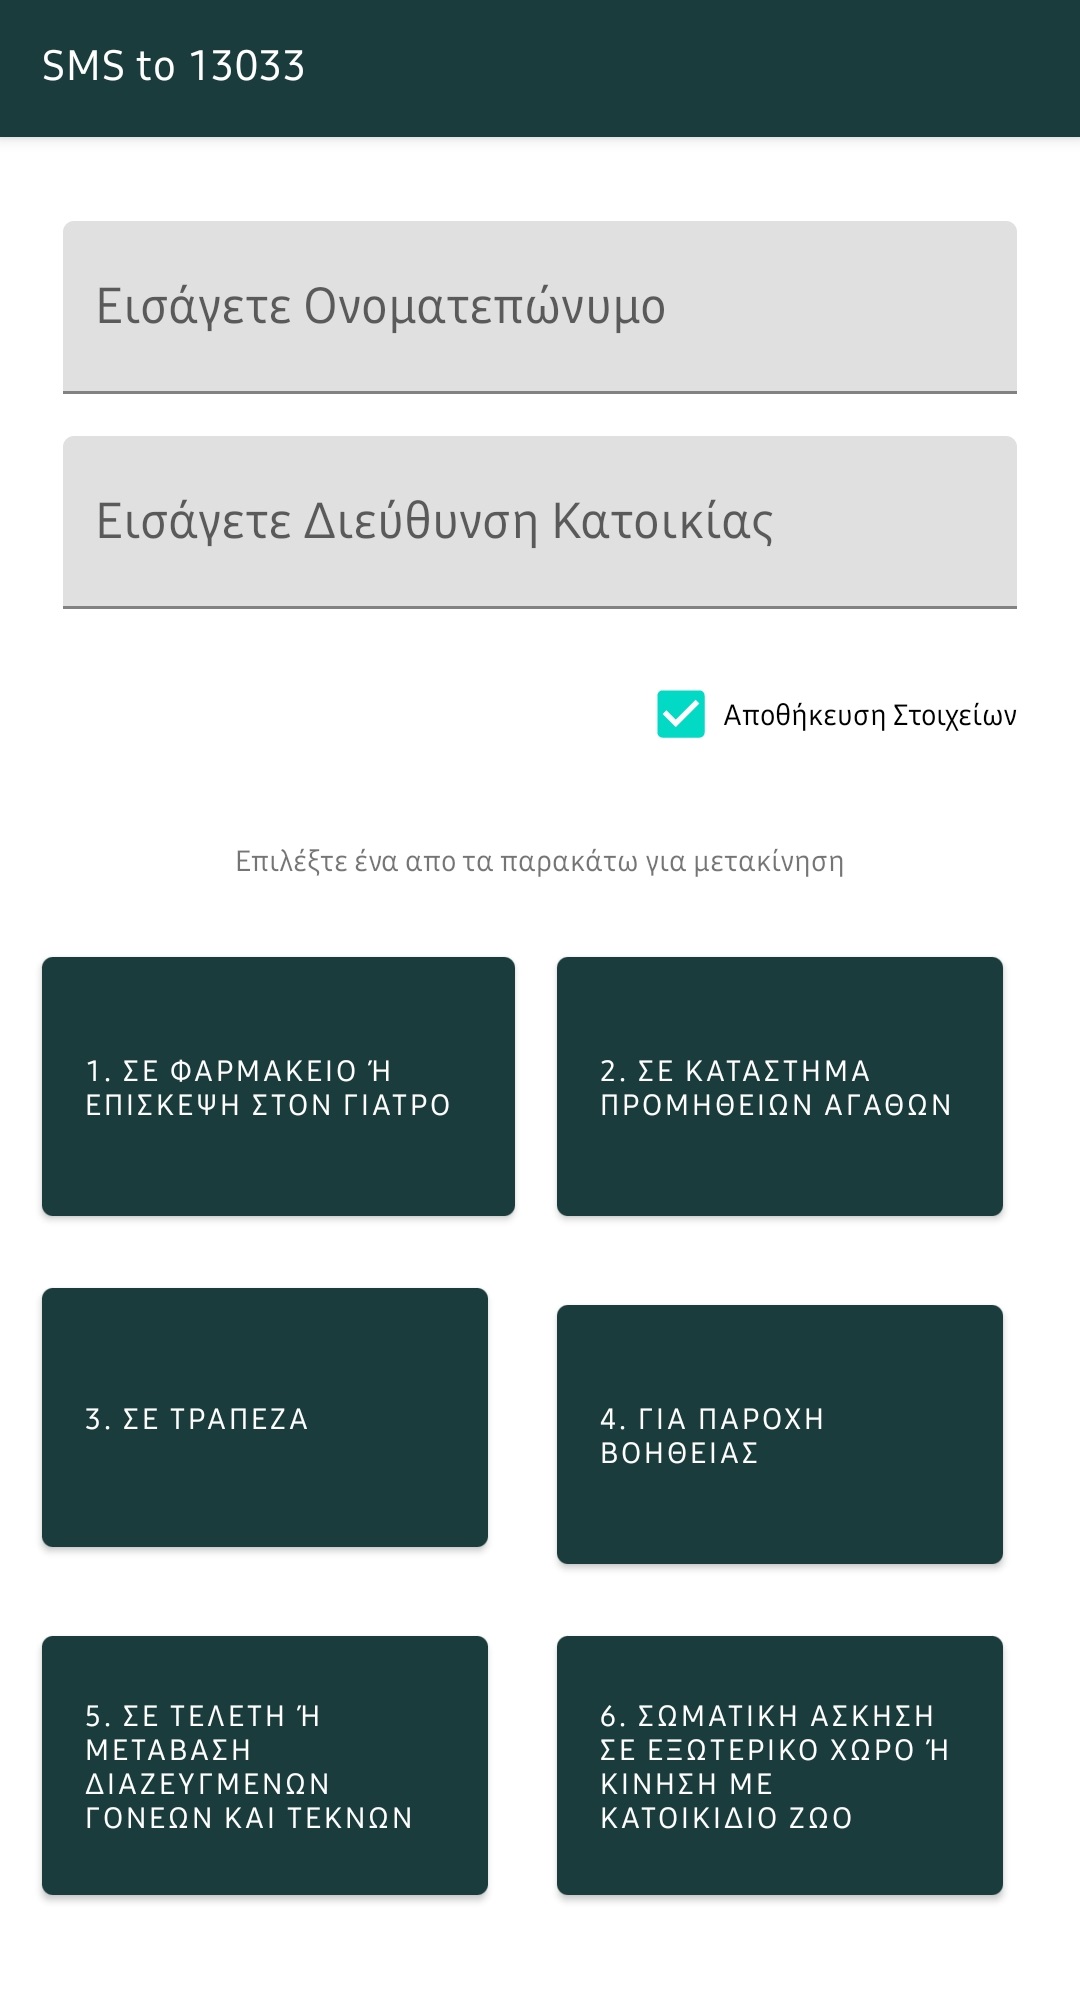 SMS to 13033
Εισάγετε Ονοματεπώνυμο
Εισάγετε Διεύθυνση Κατοικίας
Αποθήκευση Στοιχείων
Επιλέξτε ένα απο τα παρακάτω για μετακίνηση
1. ΣΕ ΦΑΡΜΑΚΕΙΟ Ή
ΕΠΙΣΚΕΨΗ ΣΤΟΝ ΓΙΑΤΡΟ
2. ΣΕ ΚΑΤΑΣΤΗΜΑ
ΠΡΟΜΗΘΕΙΩΝ ΑΓΑΘΩΝ
3. ΣΕ ΤΡΑΠΕΖΑ
4. ΓΙΑ ΠΑΡΟΧΗ
ΒΟΗΘΕΙΑΣ
5. ΣΕ ΤΕΛΕΤΗ Ή
ΜΕΤΑΒΑΣΗ
ΔΙΑΖΕΥΓΜΕΝΩΝ
ΓΟΝΕΩΝ ΚΑΙ ΤΕΚΝΩΝ
6. ΣΩΜΑΤΙΚΗ ΑΣΚΗΣΗ
ΣΕ ΕΞΩΤΕΡΙΚΟ ΧΩΡΟ Ή
ΚΙΝΗΣΗ ΜΕ
ΚΑΤΟΙΚΙΔΙΟ ΖΩΟ